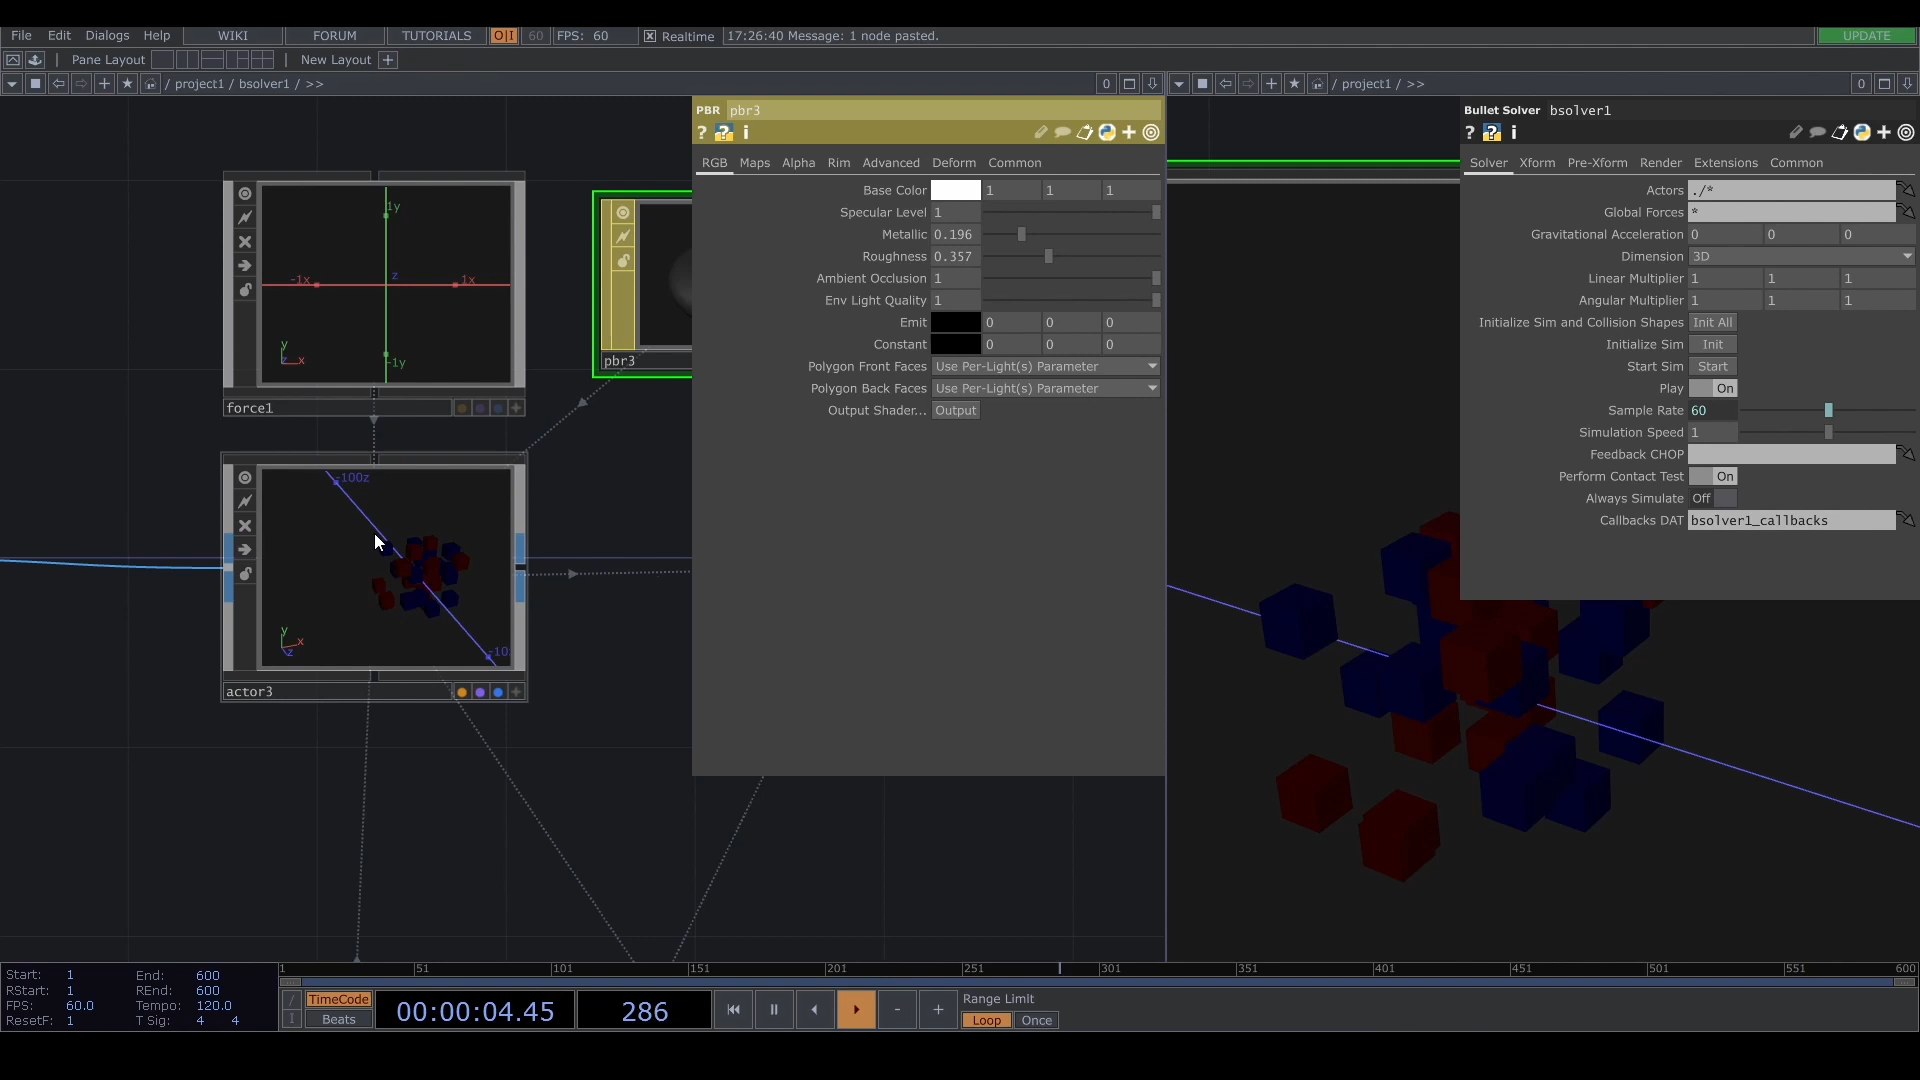 File Edit Dialogs Help WIKI FORUM TUTORIALS O|I 60 FPS: 60 Realtime 17:26:40 Message: 1 node pasted. UPDATE
Pane Layout New Layout +
/ project1 / bsolver1 / >> 0
/ project1 / >> 0
PBR pbr3
? ? i
RGB Maps Alpha Rim Advanced Deform Common
Base Color 1 1 1
Specular Level 1
Metallic 0.196
Roughness 0.357
Ambient Occlusion 1
Env Light Quality 1
Emit 0 0 0
Constant 0 0 0
Polygon Front Faces Use Per-Light(s) Parameter
Polygon Back Faces Use Per-Light(s) Parameter
Output Shader... Output
Bullet Solver bsolver1
? ? i
Solver Xform Pre-Xform Render Extensions Common
Actors ./*
Global Forces *
Gravitational Acceleration 0 0 0
Dimension 3D
Linear Multiplier 1 1 1
Angular Multiplier 1 1 1
Initialize Sim and Collision Shapes Init All
Initialize Sim Init
Start Sim Start
Play On
Sample Rate 60
Simulation Speed 1
Feedback CHOP
Perform Contact Test On
Always Simulate Off
Callbacks DAT bsolver1_callbacks
1y
-1x z 1x
y
z x
-1y
force1
pbr3
-100z
y
x
z
-10
actor3
Start: 1 End: 600
RStart: 1 REnd: 600
FPS: 60.0 Tempo: 120.0
ResetF: 1 T Sig: 4 4
1 51 101 151 201 251 301 351 401 451 501 551 600
TimeCode
Beats
00:00:04.45
286
- +
Range Limit
Loop Once